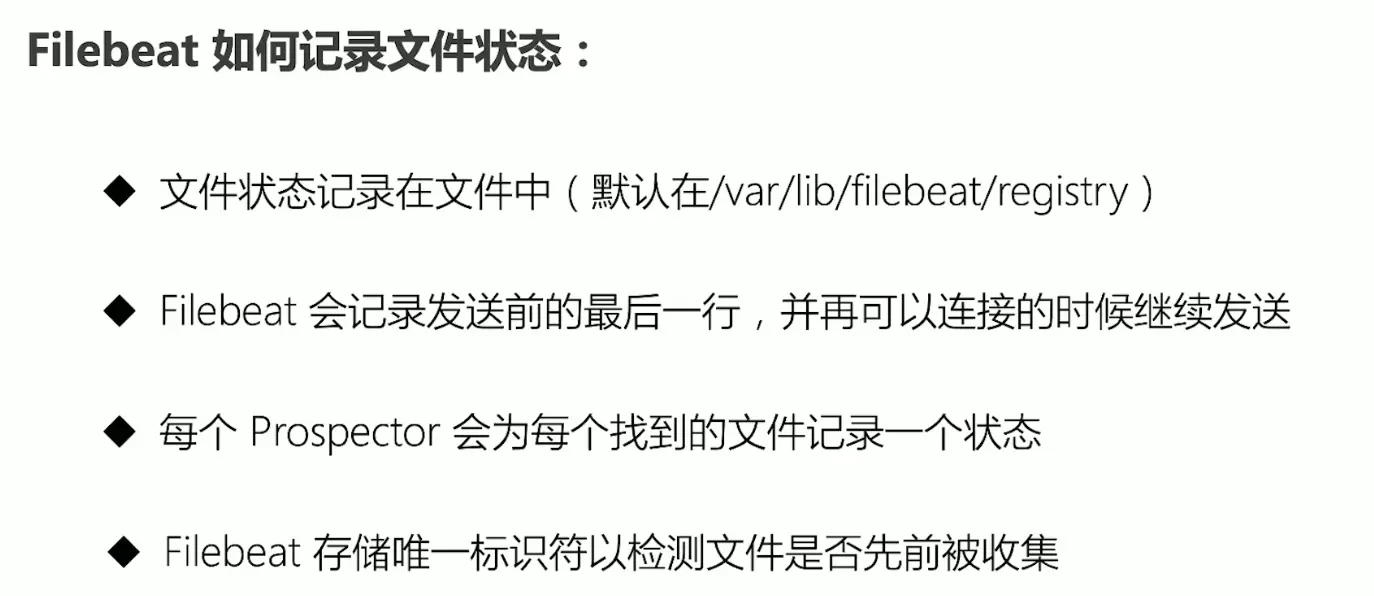 Filebeat 如何记录文件状态：
◆ 文件状态记录在文件中（默认在/var/lib/filebeat/registry）
◆ Filebeat 会记录发送前的最后一行，并再可以连接的时候继续发送
◆ 每个 Prospector 会为每个找到的文件记录一个状态
◆ Filebeat 存储唯一标识符以检测文件是否先前被收集